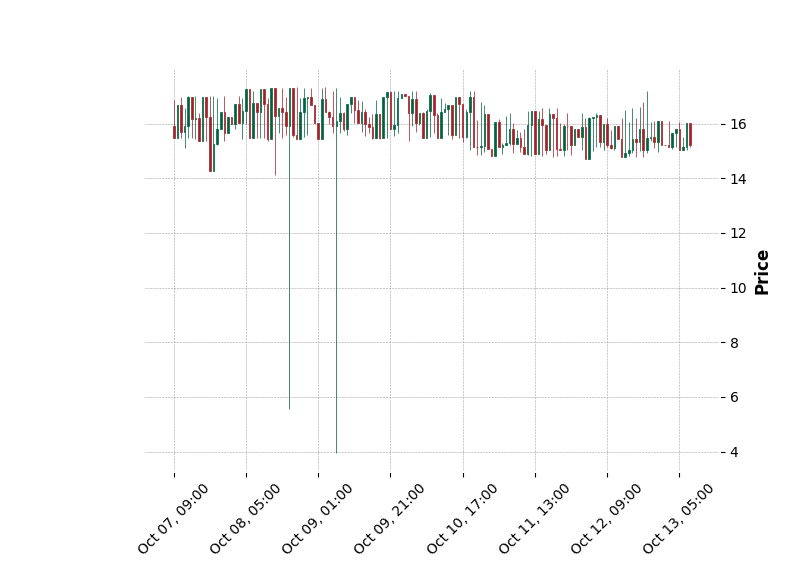 16
14
12
10
8
6
4
Price
Oct 07, 09:00
Oct 08, 05:00
Oct 09, 01:00
Oct 09, 21:00
Oct 10, 17:00
Oct 11, 13:00
Oct 12, 09:00
Oct 13, 05:00